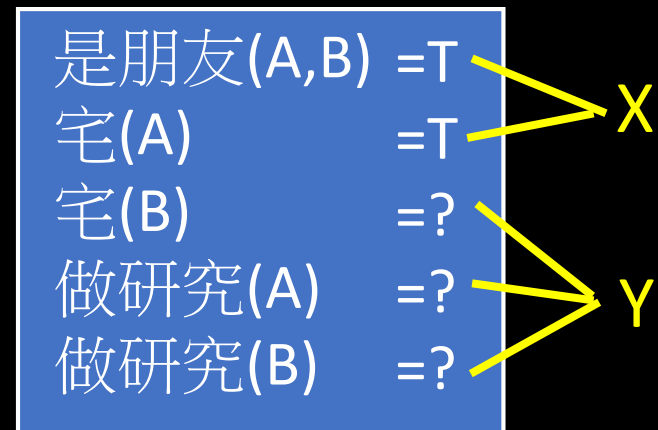 是朋友(A,B) =T
宅(A) =T
X
宅(B) =?
做研究(A) =?
Y
做研究(B) =?